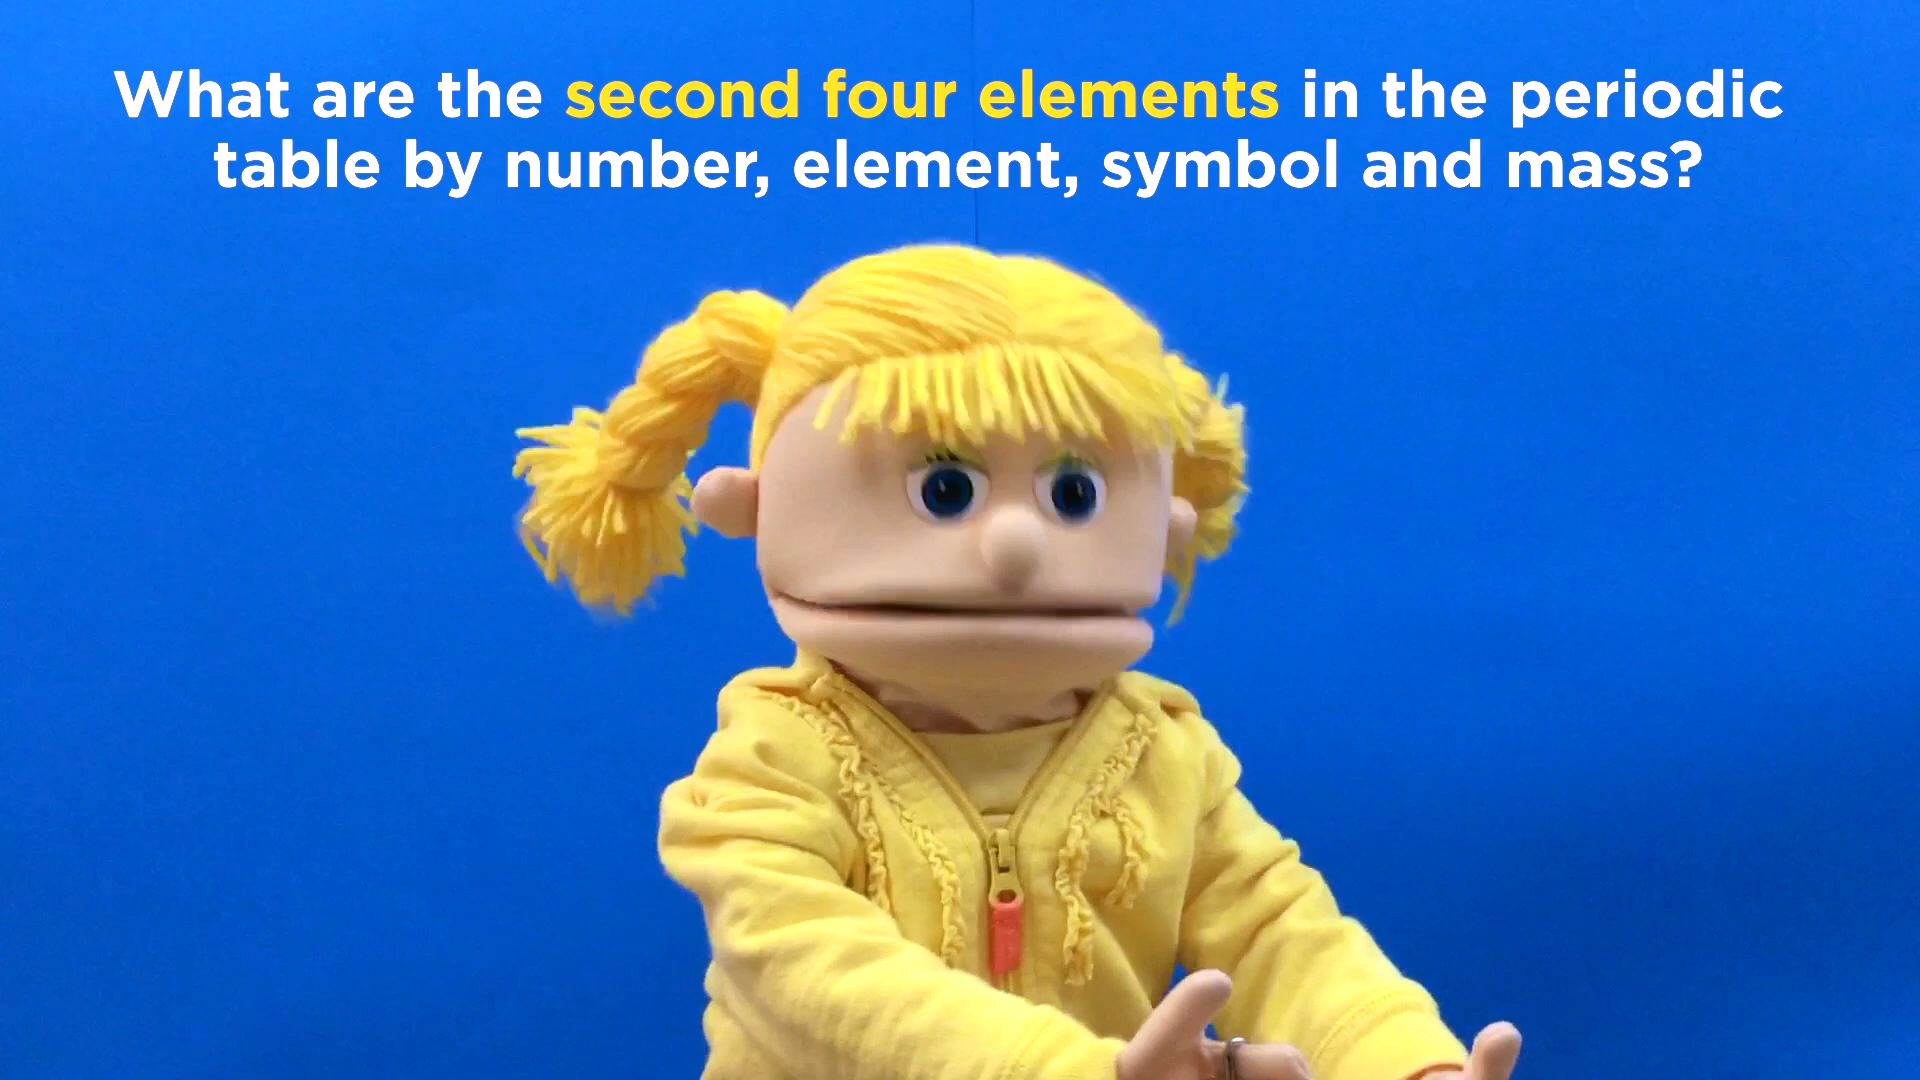 What are the second four elements in the periodic
table by number, element, symbol and mass?